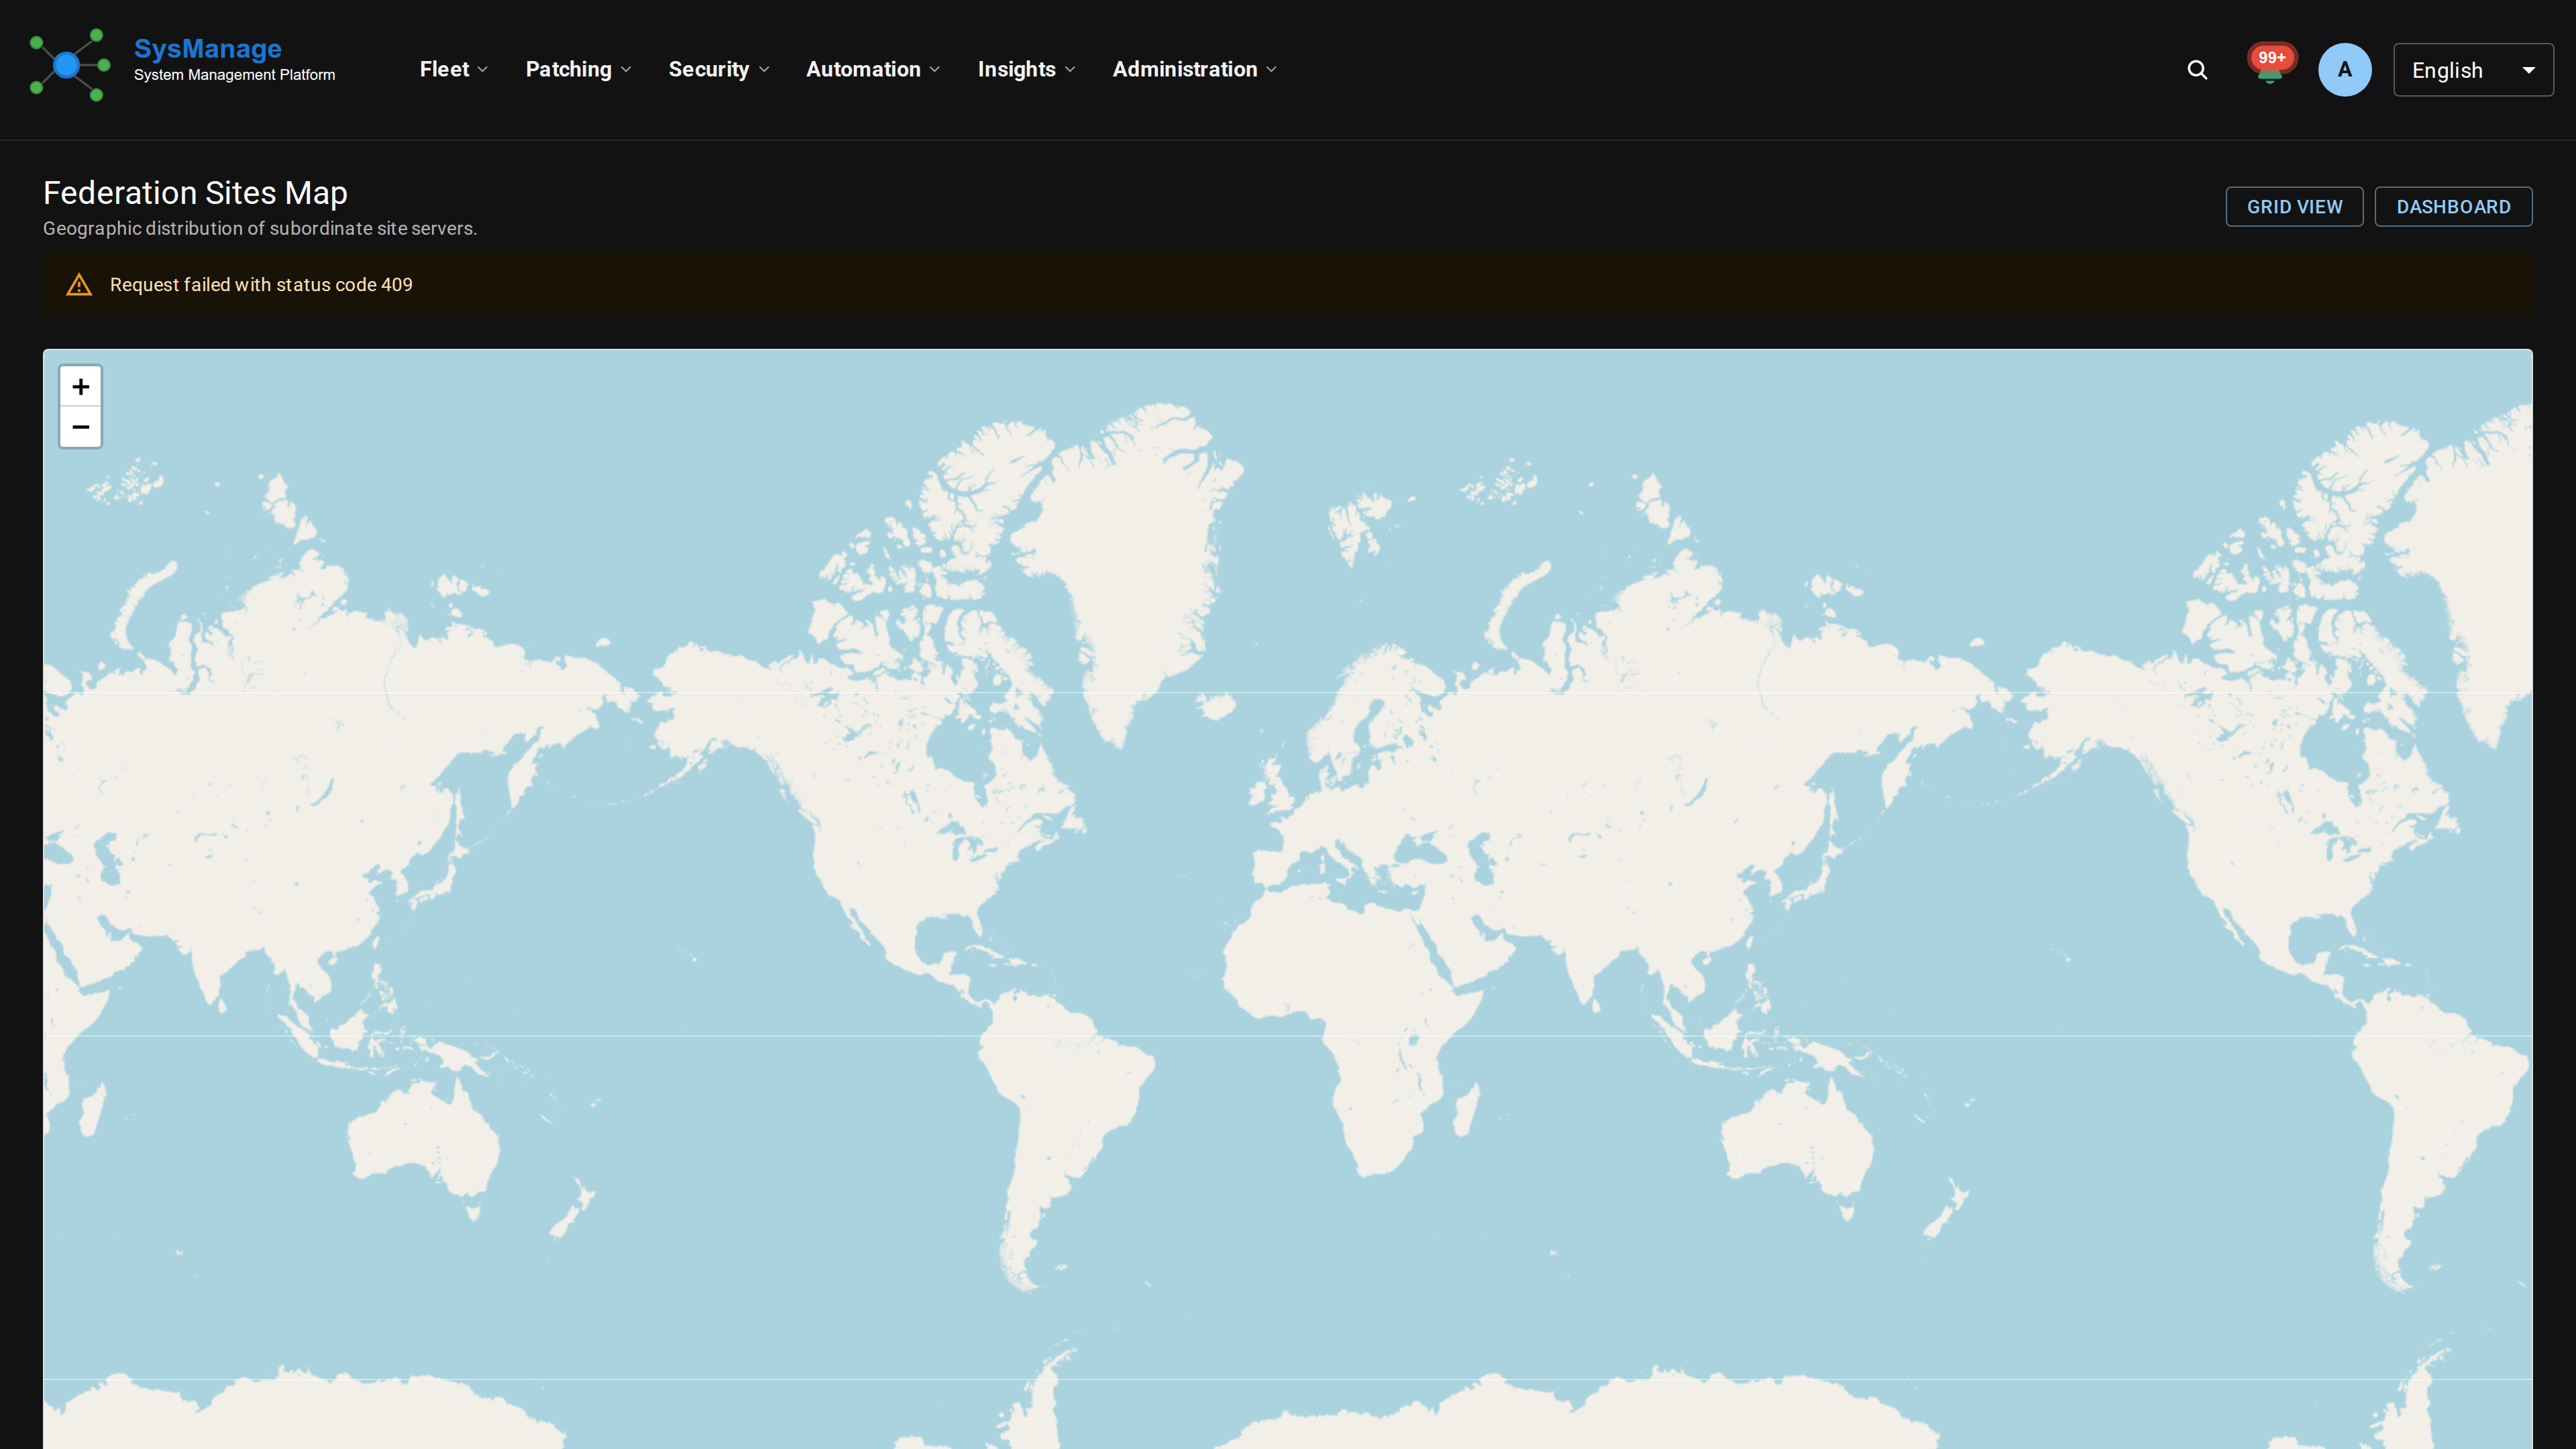 SysManage
System Management Platform
Fleet
Patching
Security
Automation
Insights
Administration
99+
A
English
Federation Sites Map
Geographic distribution of subordinate site servers.
GRID VIEW
DASHBOARD
Request failed with status code 409
+
−